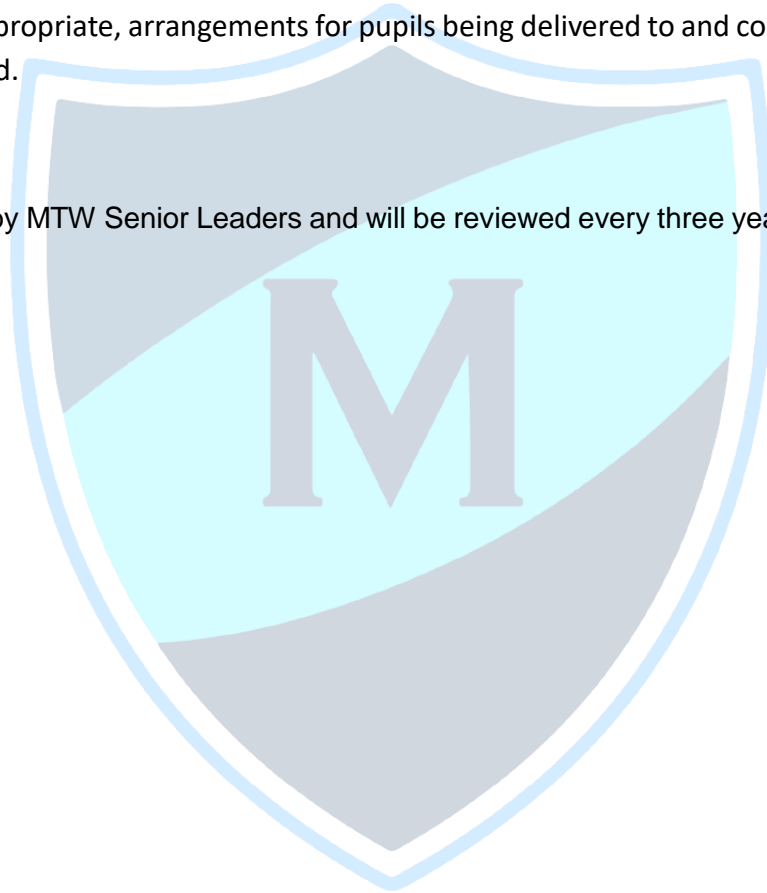 propriate, arrangements for pupils being delivered to and co
d.
by MTW Senior Leaders and will be reviewed every three yea
M